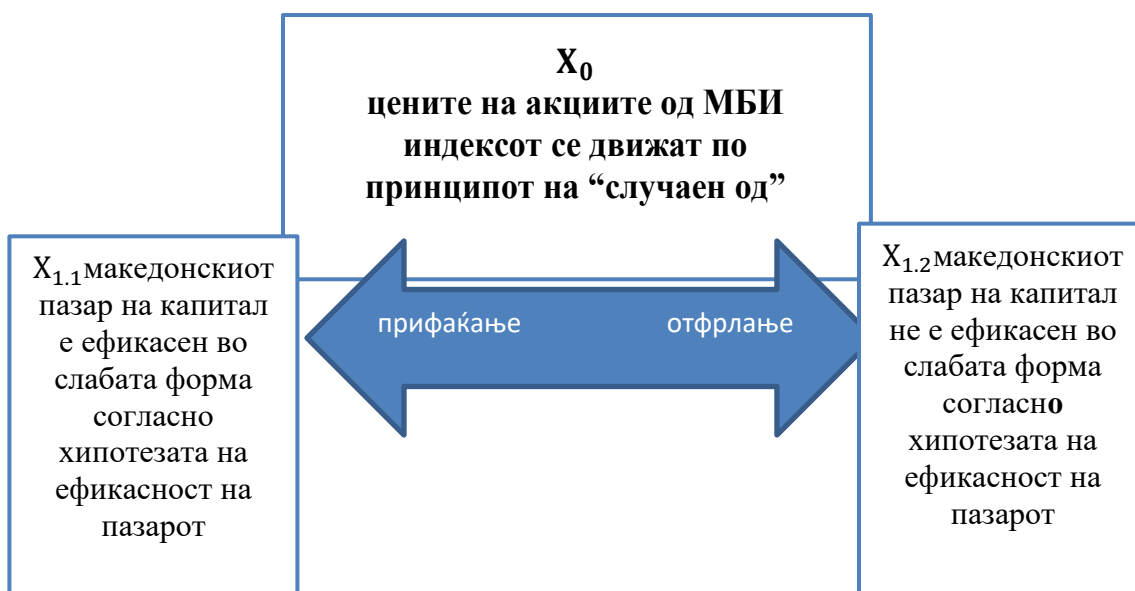 X₀
цените на акциите од МБИ
индексот се движат по
принципот на “случаен од”
X₁.₁македонскиот
пазар на капитал
е ефикасен во
слабата форма
согласно
хипотезата на
ефикасност на
пазарот
прифаќање
отфрлање
X₁.₂македонскиот
пазар на капитал
не е ефикасен во
слабата форма
согласно
хипотезата на
ефикасност на
пазарот